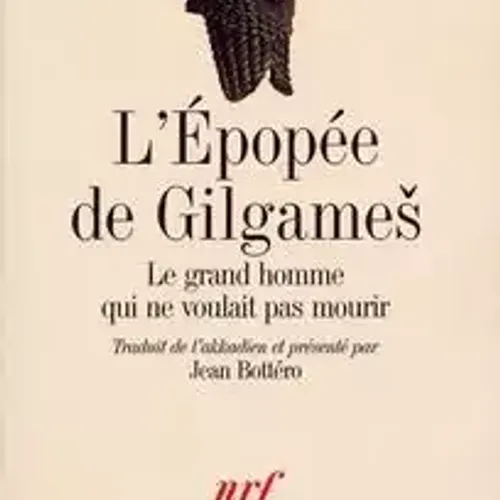 L'Épopée
de Gilgameš
Le grand homme
qui ne voulait pas mourir
Traduit de l'akkadien et présenté par
Jean Bottéro
nrf